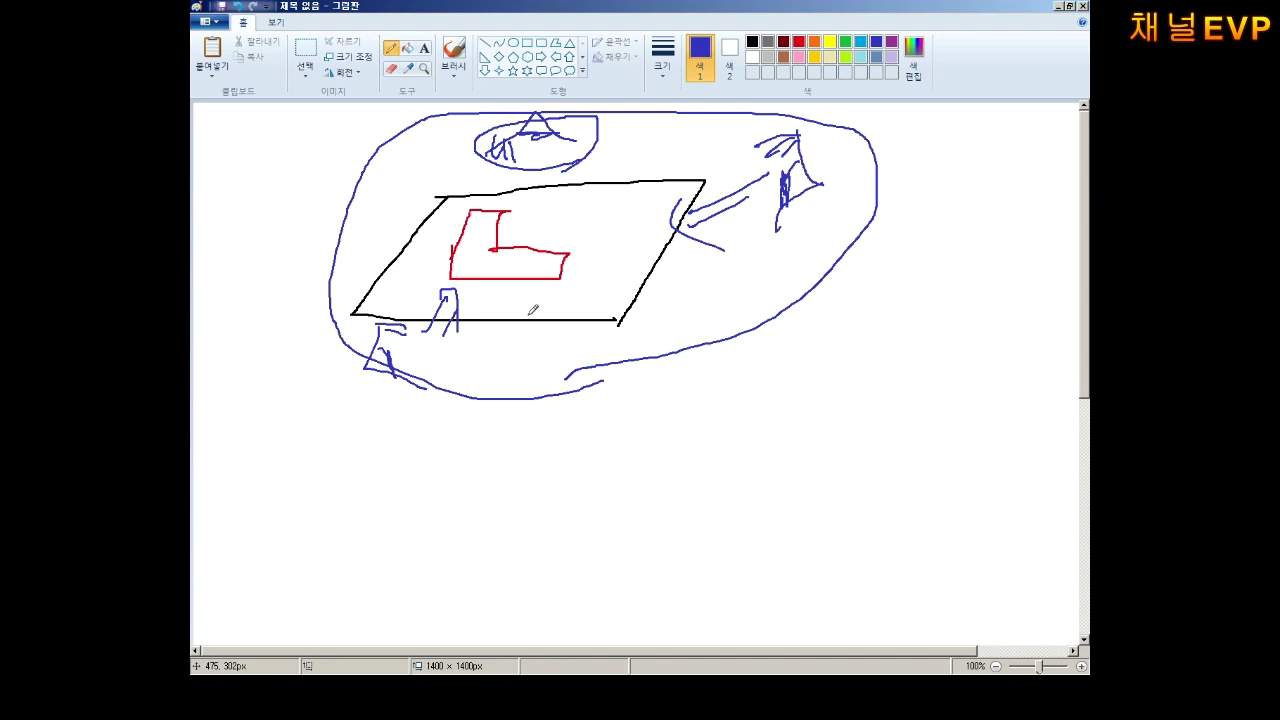 제목 없음 - 그림판
채널EVP
홈 보기
붙여넣기
잘라내기
복사
클립보드
선택
자르기
크기 조정
회전
이미지
A
도구
브러시
도형
윤곽선
채우기
크기
색 1
색 2
색 편집
색
475, 302px
1400 × 1400px
100%